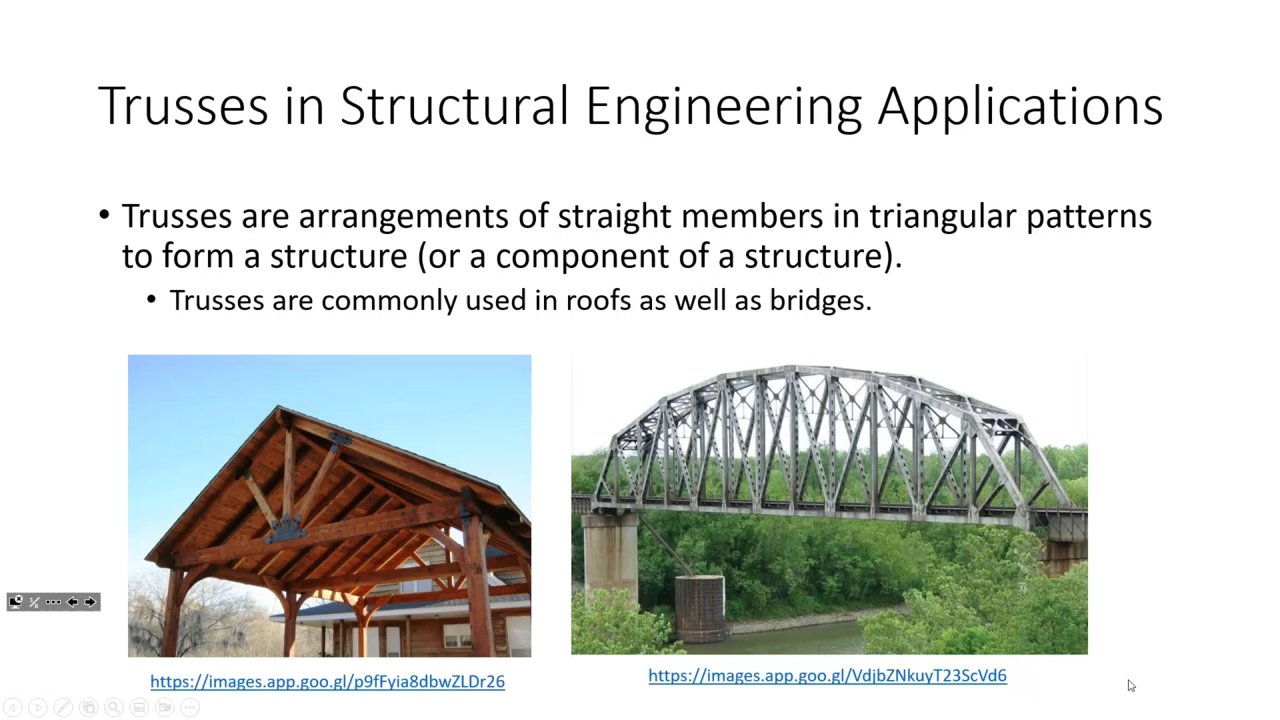 Trusses in Structural Engineering Applications
• Trusses are arrangements of straight members in triangular patterns
to form a structure (or a component of a structure).
• Trusses are commonly used in roofs as well as bridges.
https://images.app.goo.gl/p9fFyia8dbwZLDr26
https://images.app.goo.gl/VdjbZNkuyT23ScVd6